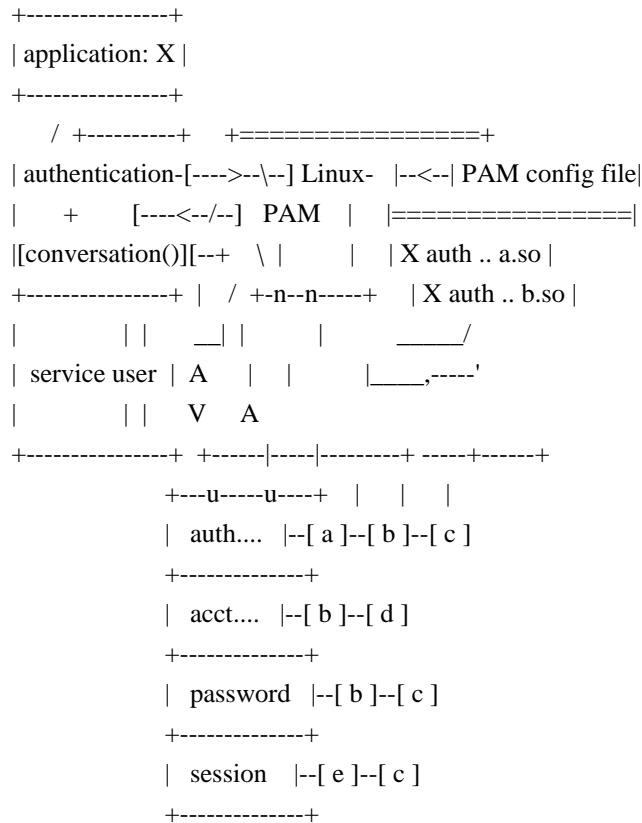 +----------------+
| application: X |
+----------------+
/ +----------+ +================+
| authentication-[---->--\--] Linux- |--<--| PAM config file|
| + [----<--/--] PAM | |================|
|[conversation()][--+ \ | | | X auth .. a.so |
+----------------+ | / +-n--n-----+ | X auth .. b.so |
| | | __| | | _____/
| service user | A | | |____,-----'
| | | V A
+----------------+ +------|-----|---------+ -----+------+
+---u-----u----+ | | |
| auth.... |--[ a ]--[ b ]--[ c ]
+--------------+
| acct.... |--[ b ]--[ d ]
+--------------+
| password |--[ b ]--[ c ]
+--------------+
| session |--[ e ]--[ c ]
+--------------+